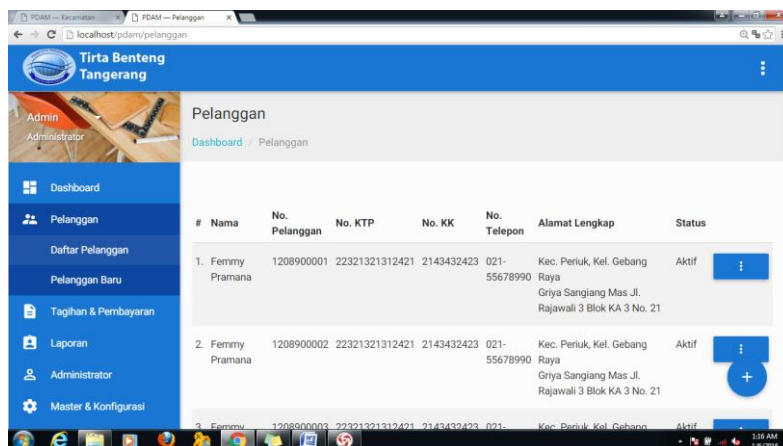 PDAM — Kecamatan
PDAM — Pelanggan
localhost/pdam/pelanggan
Tirta Benteng
Tangerang
Admin
Administrator
Pelanggan
Dashboard / Pelanggan
Dashboard
Pelanggan
Daftar Pelanggan
Pelanggan Baru
Tagihan & Pembayaran
Laporan
Administrator
Master & Konfigurasi
# Nama No. Pelanggan No. KTP No. KK No. Telepon Alamat Lengkap Status
1. Femmy 1208900001 22321321312421 2143432423 021- Kec. Periuk, Kel. Gebang Aktif
Pramana 55678990 Raya
Griya Sangiang Mas Jl.
Rajawali 3 Blok KA 3 No. 21
2. Femmy 1208900002 22321321312421 2143432423 021- Kec. Periuk, Kel. Gebang Aktif
Pramana 55678990 Raya
Griya Sangiang Mas Jl.
Rajawali 3 Blok KA 3 No. 21
3. Femmy 1208900003 22321321312421 2143432423 021- Kec. Periuk, Kel. Gebang Aktif
1:16 AM